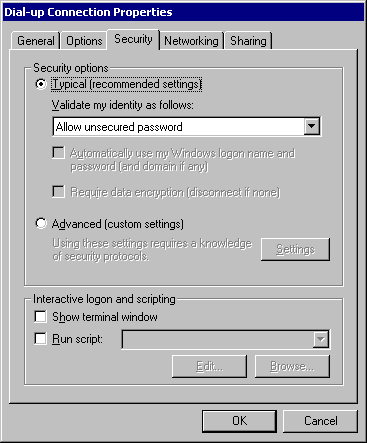 Dial-up Connection Properties
General Options Security Networking Sharing
Security options
Typical (recommended settings)
Validate my identity as follows:
Allow unsecured password
Automatically use my Windows logon name and
password (and domain if any)
Require data encryption (disconnect if none)
Advanced (custom settings)
Using these settings requires a knowledge
of security protocols.
Settings
Interactive logon and scripting
Show terminal window
Run script:
Edit... Browse...
OK Cancel